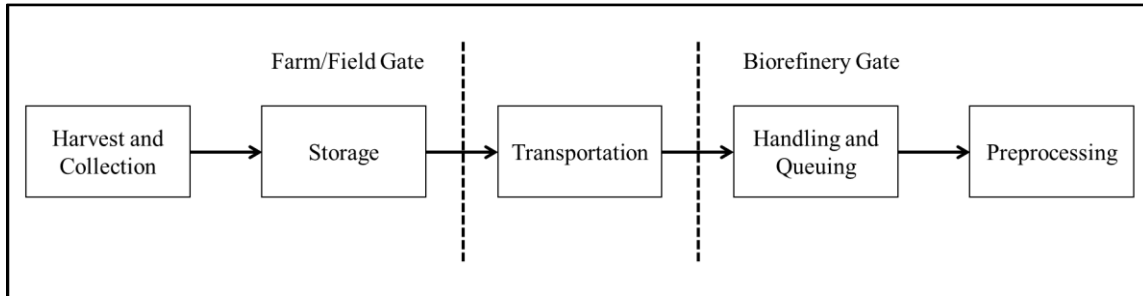 Farm/Field Gate
Biorefinery Gate
Harvest and
Collection
Storage
Transportation
Handling and
Queuing
Preprocessing